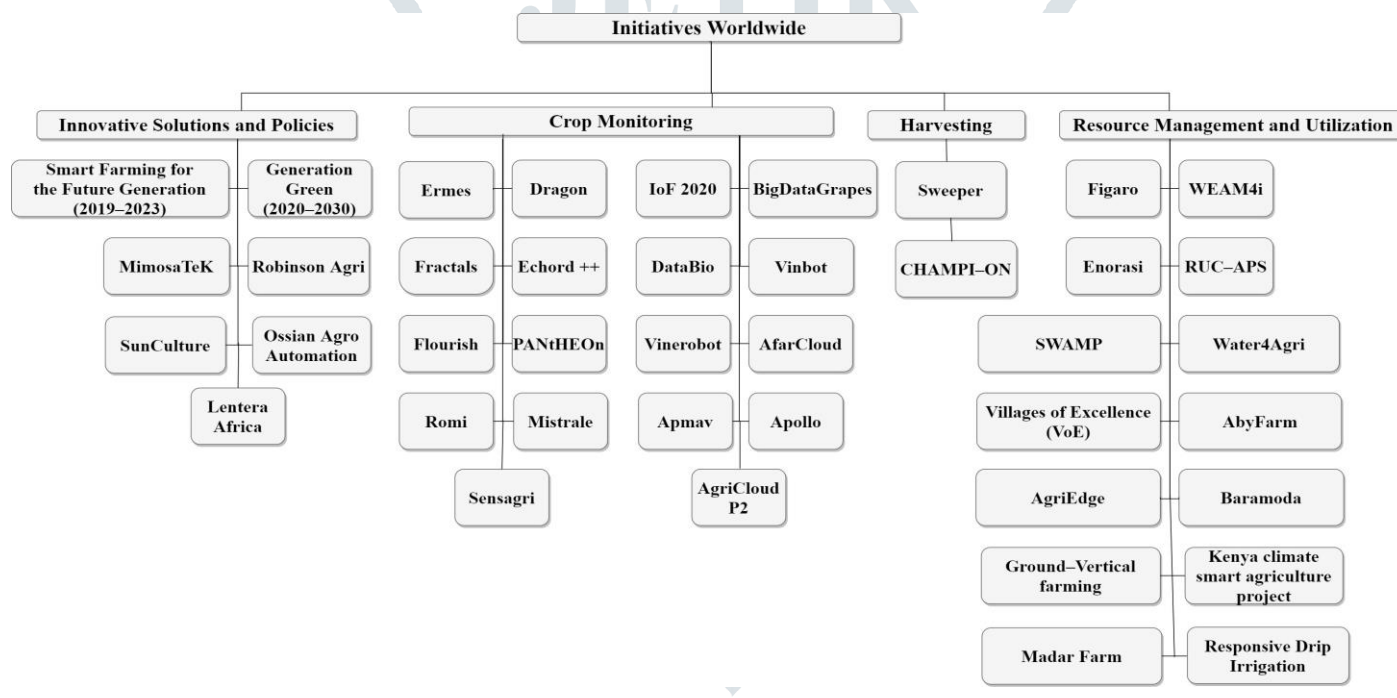 Initiatives Worldwide
Innovative Solutions and Policies
Crop Monitoring
Harvesting
Resource Management and Utilization
Smart Farming for
the Future Generation
(2019–2023)
Generation
Green
(2020–2030)
MimosaTeK
Robinson Agri
SunCulture
Ossian Agro
Automation
Lentera
Africa
Ermes
Dragon
Fractals
Echord ++
Flourish
PANtHEOn
Romi
Mistrale
Sensagri
IoF 2020
BigDataGrapes
DataBio
Vinbot
Vinerobot
AfarCloud
Apmav
Apollo
AgriCloud
P2
Sweeper
CHAMPI–ON
Figaro
WEAM4i
Enorasi
RUC–APS
SWAMP
Water4Agri
Villages of Excellence
(VoE)
AbyFarm
AgriEdge
Baramoda
Ground–Vertical
farming
Kenya climate
smart agriculture
project
Madar Farm
Responsive Drip
Irrigation